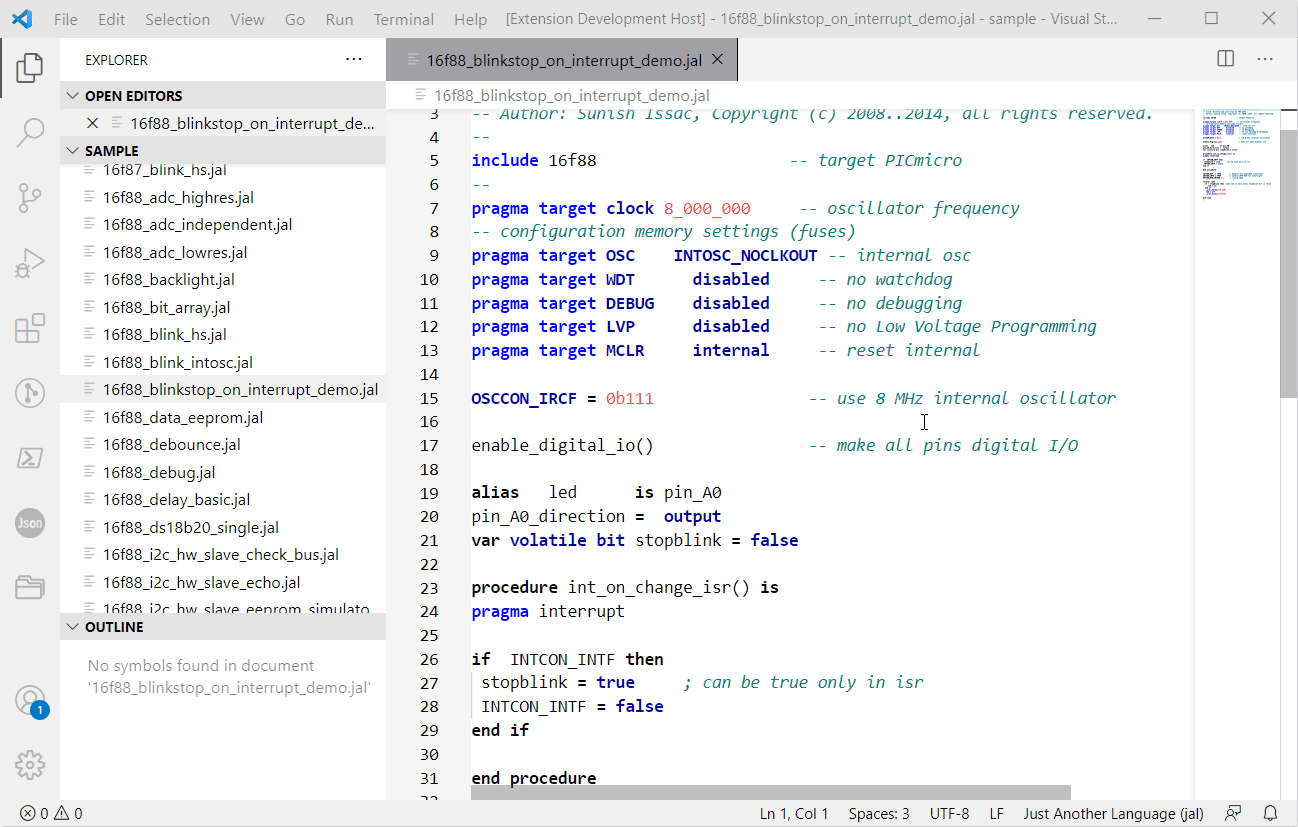 File Edit Selection View Go Run Terminal Help [Extension Development Host] - 16f88_blinkstop_on_interrupt_demo.jal - sample - Visual St...
EXPLORER ...
OPEN EDITORS
16f88_blinkstop_on_interrupt_de...
SAMPLE
16f87_blink_hs.jal
16f88_adc_highres.jal
16f88_adc_independent.jal
16f88_adc_lowres.jal
16f88_backlight.jal
16f88_bit_array.jal
16f88_blink_hs.jal
16f88_blink_intosc.jal
16f88_blinkstop_on_interrupt_demo.jal
16f88_data_eeprom.jal
16f88_debounce.jal
16f88_debug.jal
16f88_delay_basic.jal
16f88_ds18b20_single.jal
16f88_i2c_hw_slave_check_bus.jal
16f88_i2c_hw_slave_echo.jal
16f88_i2c_hw_slave_eeprom_simulato
OUTLINE
No symbols found in document
'16f88_blinkstop_on_interrupt_demo.jal'
Json
1
16f88_blinkstop_on_interrupt_demo.jal
16f88_blinkstop_on_interrupt_demo.jal
3 -- Author: Sunish Issac, Copyright (c) 2008..2014, all rights reserved.
4 --
5 include 16f88 -- target PICmicro
6 --
7 pragma target clock 8_000_000 -- oscillator frequency
8 -- configuration memory settings (fuses)
9 pragma target OSC INTOSC_NOCLKOUT -- internal osc
10 pragma target WDT disabled -- no watchdog
11 pragma target DEBUG disabled -- no debugging
12 pragma target LVP disabled -- no Low Voltage Programming
13 pragma target MCLR internal -- reset internal
14
15 OSCCON_IRCF = 0b111 -- use 8 MHz internal oscillator
16
17 enable_digital_io() -- make all pins digital I/O
18
19 alias led is pin_A0
20 pin_A0_direction = output
21 var volatile bit stopblink = false
22
23 procedure int_on_change_isr() is
24 pragma interrupt
25
26 if INTCON_INTF then
27 stopblink = true ; can be true only in isr
28 INTCON_INTF = false
29 end if
30
31 end procedure
0 0 Ln 1, Col 1 Spaces: 3 UTF-8 LF Just Another Language (jal)